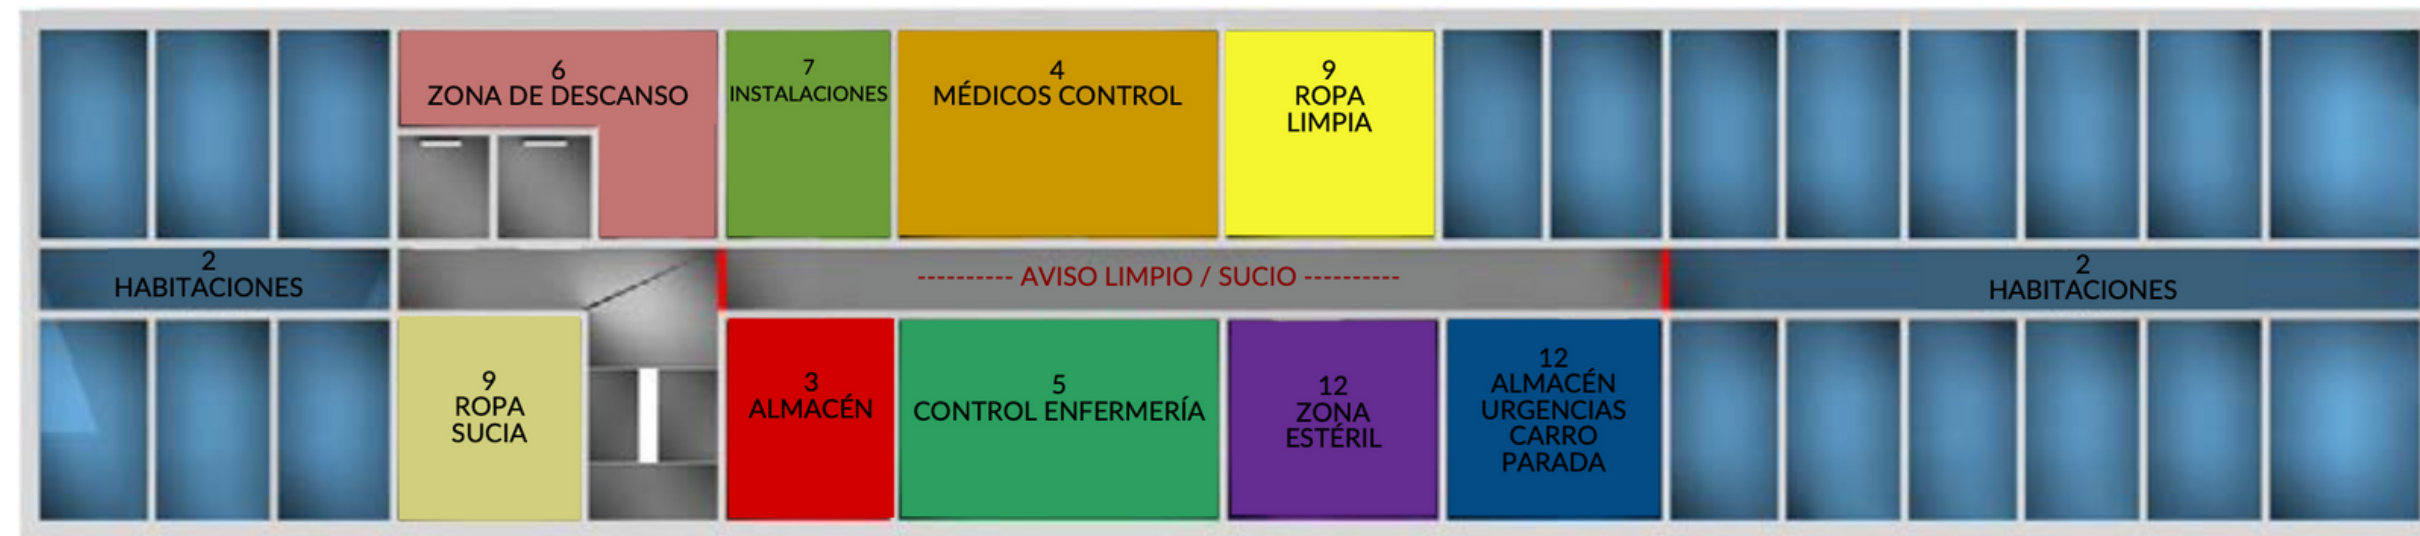 6
ZONA DE DESCANSO
7
INSTALACIONES
4
MÉDICOS CONTROL
9
ROPA
LIMPIA
2
HABITACIONES
---------- AVISO LIMPIO / SUCIO ----------
2
HABITACIONES
9
ROPA
SUCIA
3
ALMACÉN
5
CONTROL ENFERMERÍA
12
ZONA
ESTÉRIL
12
ALMACÉN
URGENCIAS
CARRO
PARADA